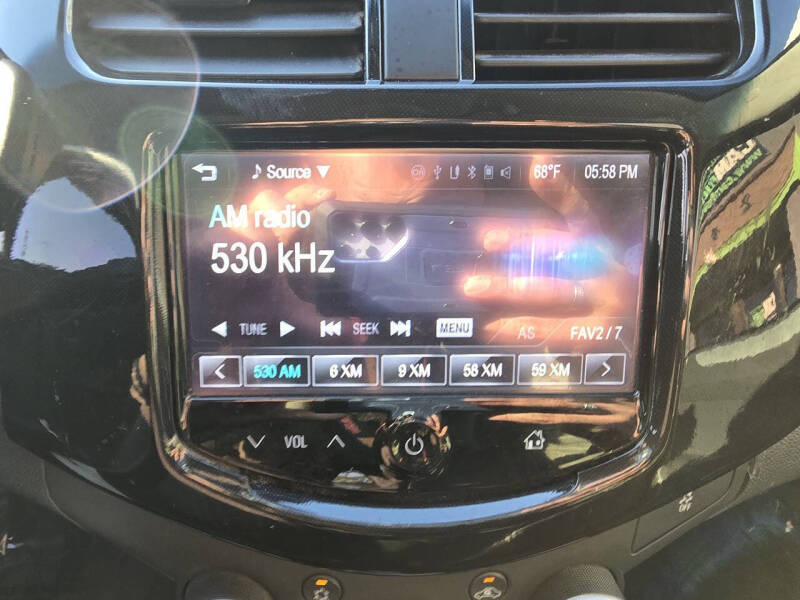 Source 68°F 05:58 PM
AM radio
530 kHz
TUNE SEEK MENU AS FAV2 / 7
530 AM 6 XM 9 XM 58 XM 59 XM
VOL